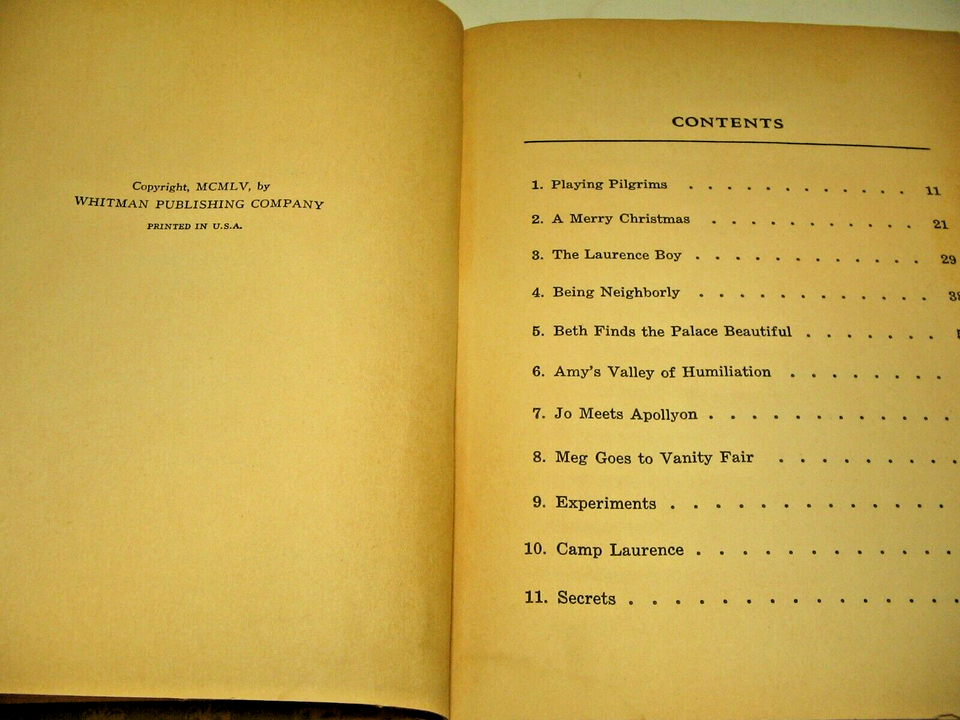 Copyright, MCMLV, by
WHITMAN PUBLISHING COMPANY
PRINTED IN U.S.A.
CONTENTS
1. Playing Pilgrims . . . . . . . . . . . . 11
2. A Merry Christmas . . . . . . . . . . . 21
3. The Laurence Boy . . . . . . . . . . . . 29
4. Being Neighborly . . . . . . . . . . .
5. Beth Finds the Palace Beautiful . . . . . . .
6. Amy's Valley of Humiliation . . . . . . . .
7. Jo Meets Apollyon . . . . . . . . . . . .
8. Meg Goes to Vanity Fair . . . . . . . .
9. Experiments . . . . . . . . . . . . .
10. Camp Laurence . . . . . . . . . . . .
11. Secrets . . . . . . . . . . . . . . .